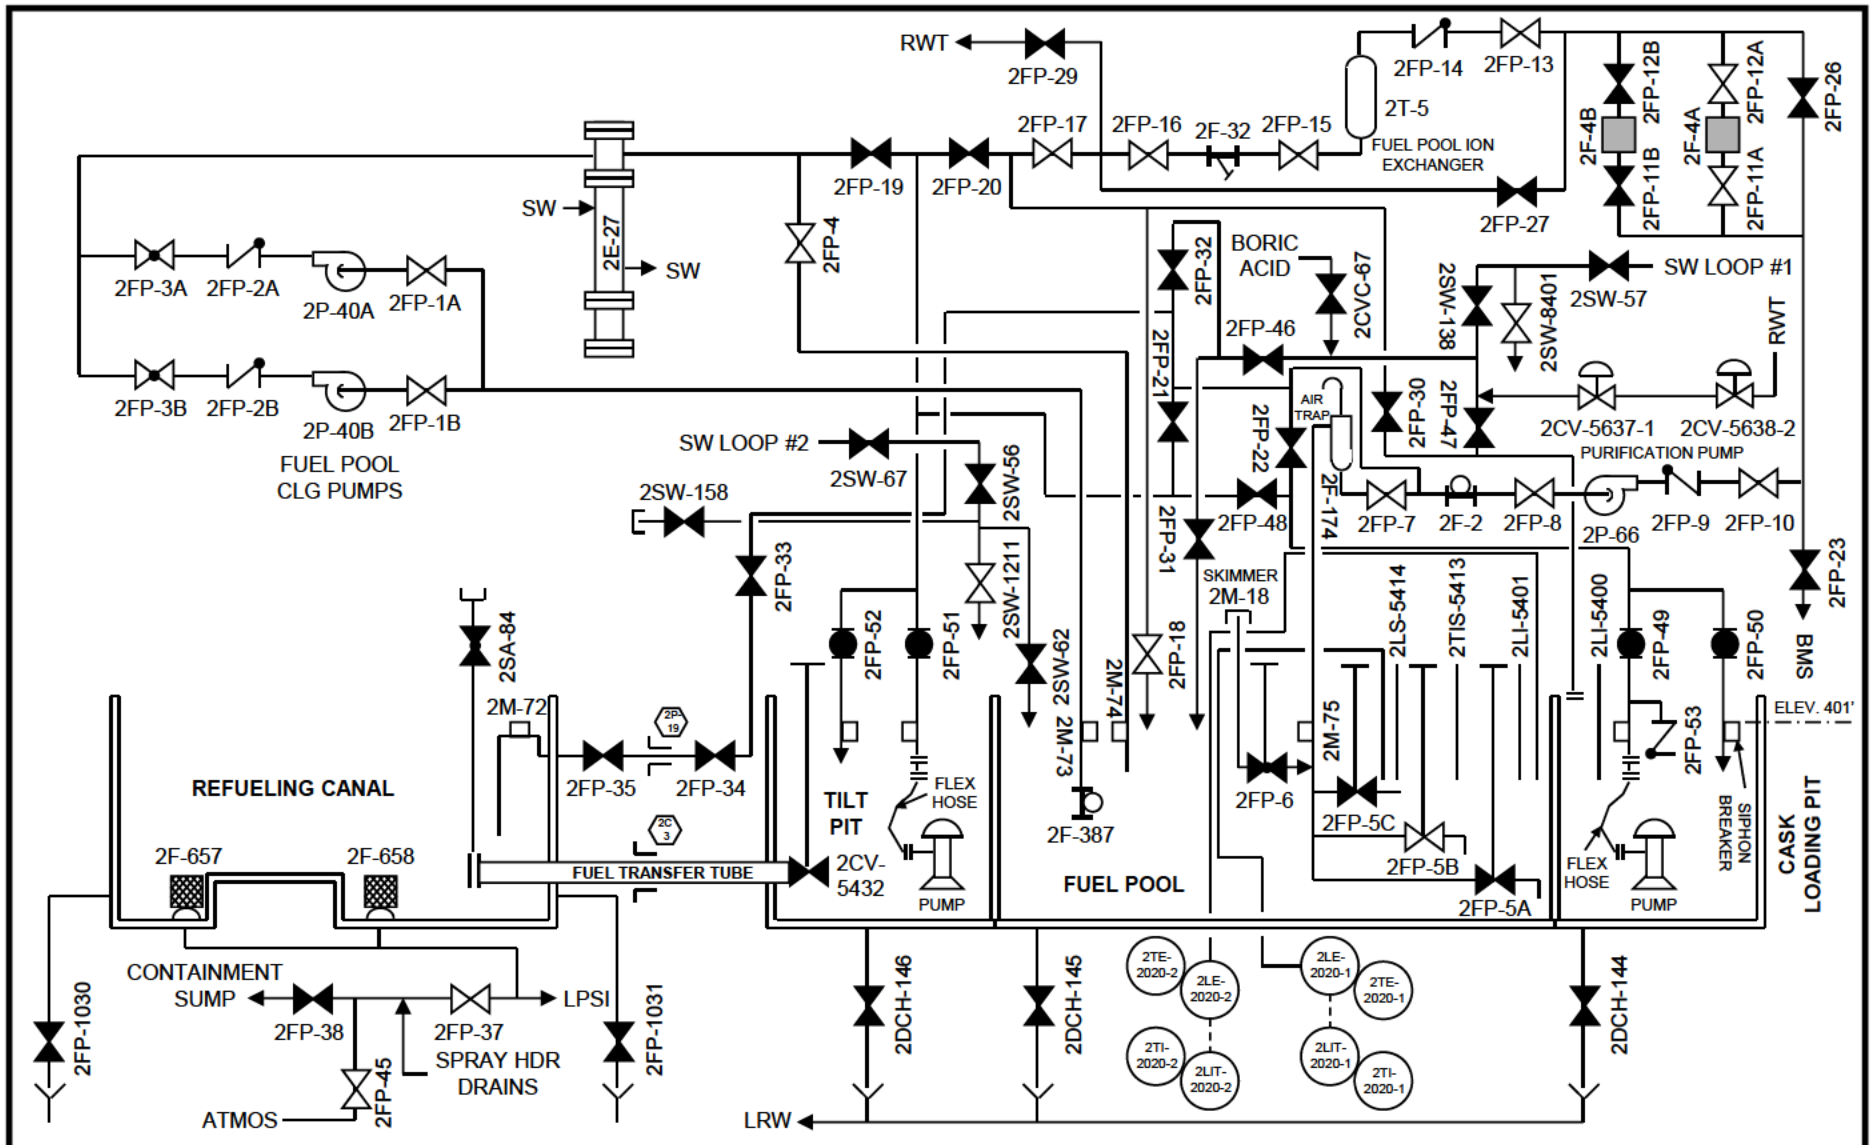 RWT
2FP-29
2FP-14
2FP-13
2FP-12B
2FP-12A
2FP-26
2T-5
2F-4B
2F-4A
FUEL POOL ION
EXCHANGER
2FP-11B
2FP-11A
2FP-17
2FP-16
2F-32
2FP-15
2FP-19
2FP-20
2FP-27
SW
2E-27
SW
2FP-4
2FP-3A
2FP-2A
2P-40A
2FP-1A
2FP-3B
2FP-2B
2P-40B
2FP-1B
FUEL POOL
CLG PUMPS
2FP-32
BORIC
ACID
2CVC-67
2SW-138
SW LOOP #1
2SW-57
2SW-8401
RWT
2FP-46
2FP-21
AIR
TRAP
2FP-30
2FP-47
2CV-5637-1
2CV-5638-2
PURIFICATION PUMP
2FP-22
SW LOOP #2
2SW-67
2SW-56
2SW-158
2FP-48
2F-174
2FP-7
2F-2
2FP-8
2P-66
2FP-9
2FP-10
2FP-31
2FP-33
2SW-1211
SKIMMER
2M-18
2LS-5414
2TIS-5413
2LI-5401
2LI-5400
2FP-49
2FP-50
2FP-23
BMS
2SA-84
2FP-52
2FP-51
2SW-62
2M-74
2FP-18
2M-72
2P-
19
2M-73
2M-75
2FP-53
ELEV. 401'
REFUELING CANAL
2FP-35
2FP-34
TILT
PIT
FLEX
HOSE
2F-387
2FP-6
2FP-5C
2FP-5B
2FP-5A
SIPHON
BREAKER
CASK
LOADING PIT
2C
3
2F-657
2F-658
FUEL TRANSFER TUBE
2CV-
5432
PUMP
FUEL POOL
FLEX
HOSE
PUMP
CONTAINMENT
SUMP
LPSI
2FP-38
2FP-37
SPRAY HDR
DRAINS
2FP-45
ATMOS
2FP-1030
2FP-1031
2DCH-146
2DCH-145
2DCH-144
2TE-
2020-2
2LE-
2020-2
2TI-
2020-2
2LIT-
2020-2
2LE-
2020-1
2TE-
2020-1
2LIT-
2020-1
2TI-
2020-1
LRW